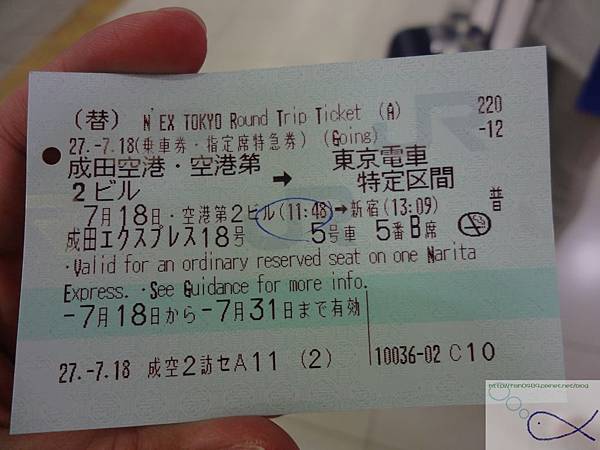 (替) N'EX TOKYO Round Trip Ticket (A) 220
27.-7.18(乗車券・指定席特急券) (Going) -12
成田空港・空港第2ビル → 東京電車特定区間
7月18日・空港第2ビル(11:48)→新宿(13:09) 普
成田エクスプレス18号 5号車 5番B席
・Valid for an ordinary reserved seat on one Narita
Express. ・See Guidance for more info.
-7月18日から-7月31日まで有効
27.-7.18 成空2訪セA11 (2) 10036-02 C10